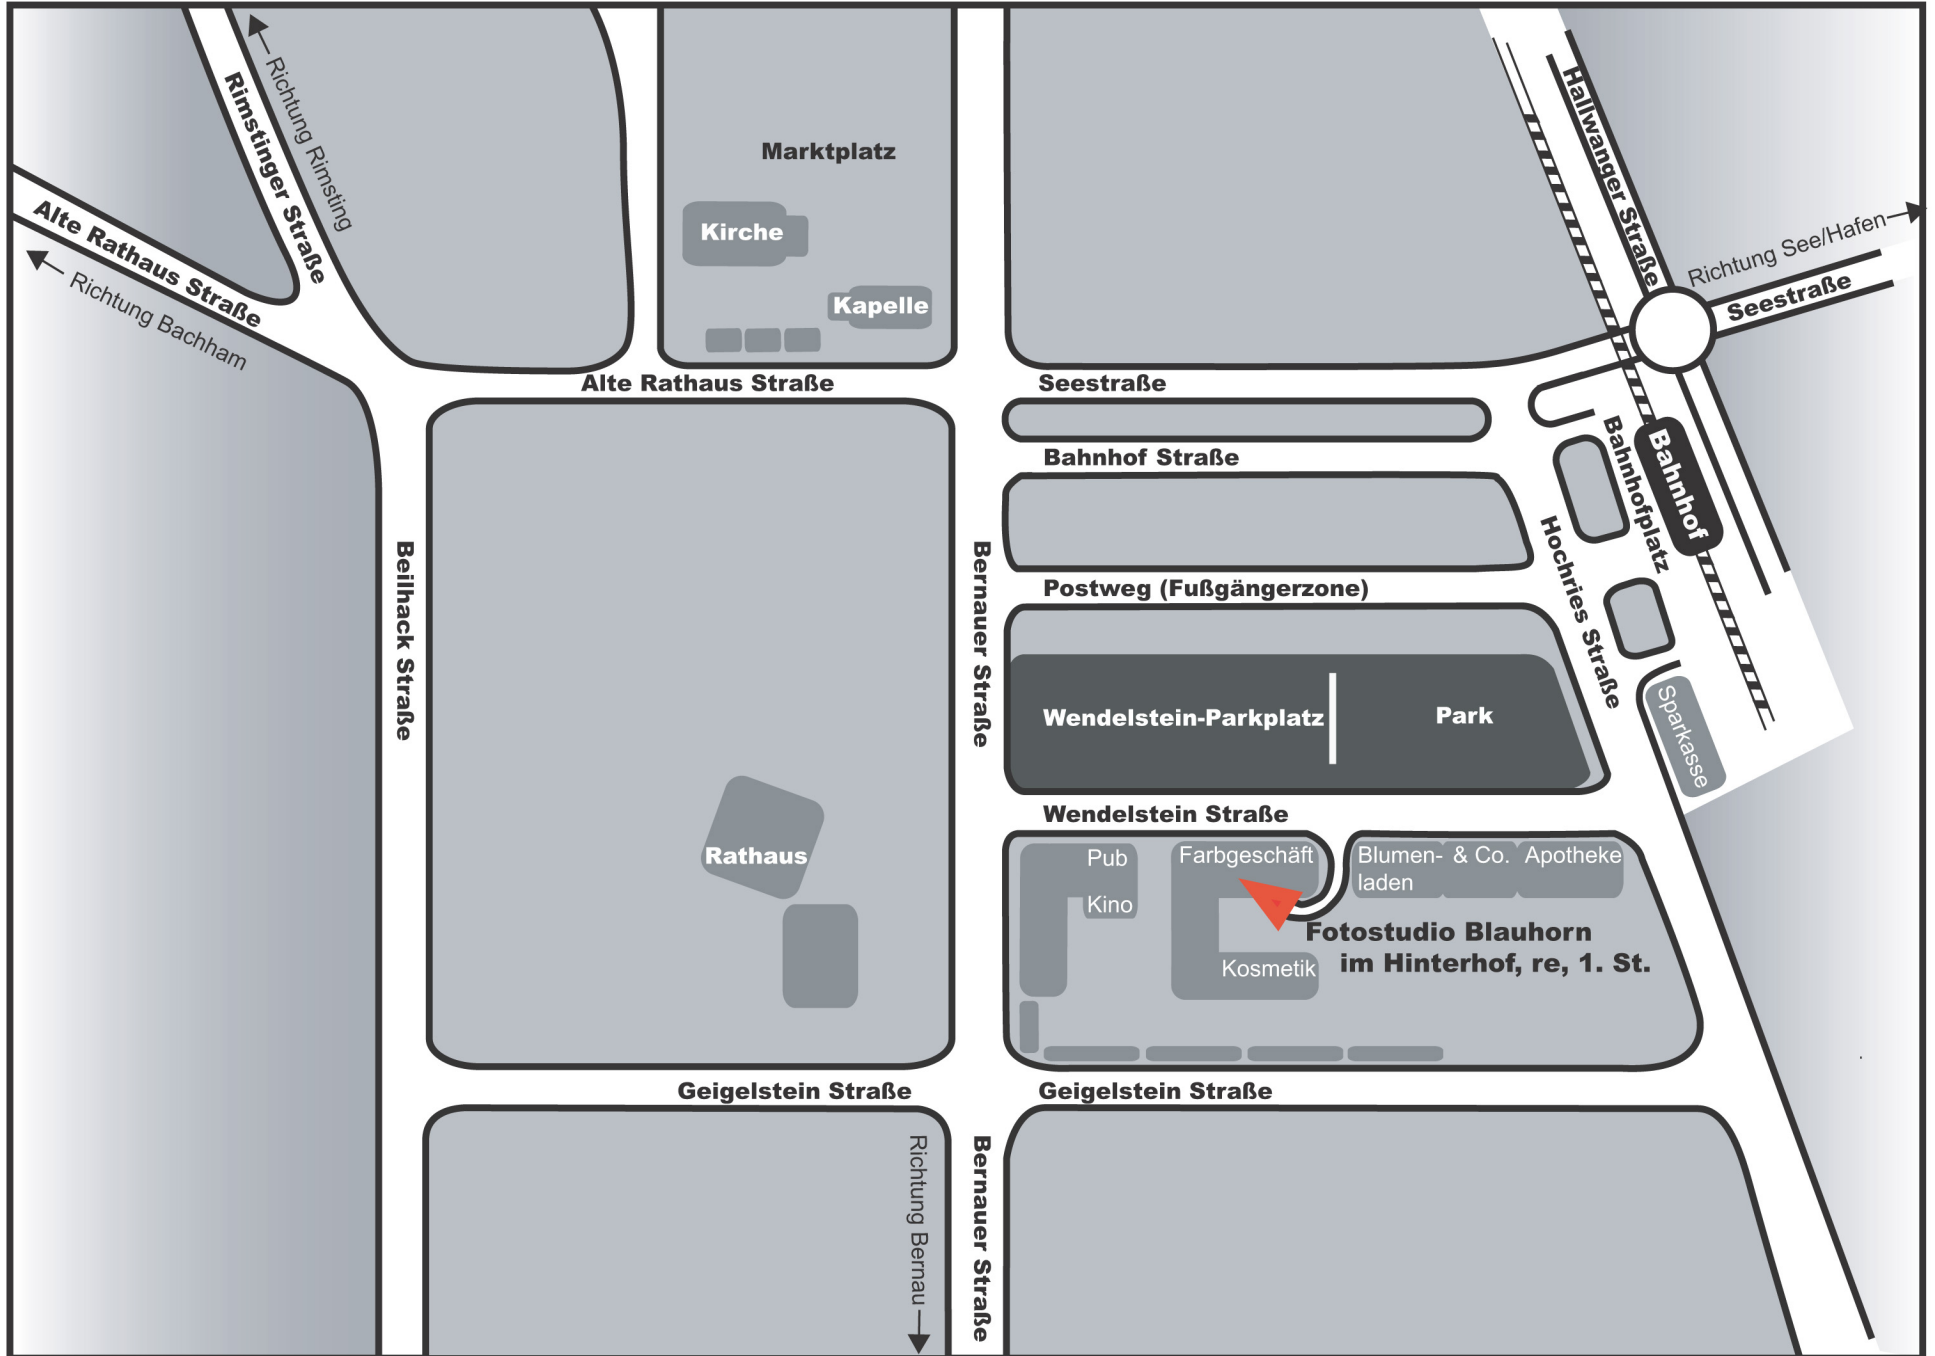 Rimstinger Straße
Richtung Rimsting
Alte Rathaus Straße
Richtung Bachham
Marktplatz
Kirche
Kapelle
Hallwanger Straße
Richtung See/Hafen
Seestraße
Alte Rathaus Straße
Seestraße
Bahnhof Straße
Bahnhofplatz
Bahnhof
Beilhack Straße
Bernauer Straße
Postweg (Fußgängerzone)
Hochries Straße
Wendelstein-Parkplatz
Park
Sparkasse
Wendelstein Straße
Rathaus
Pub
Kino
Farbgeschäft
Blumen-
laden
& Co.
Apotheke
Fotostudio Blauhorn
im Hinterhof, re, 1. St.
Kosmetik
Geigelstein Straße
Geigelstein Straße
Richtung Bernau
Bernauer Straße